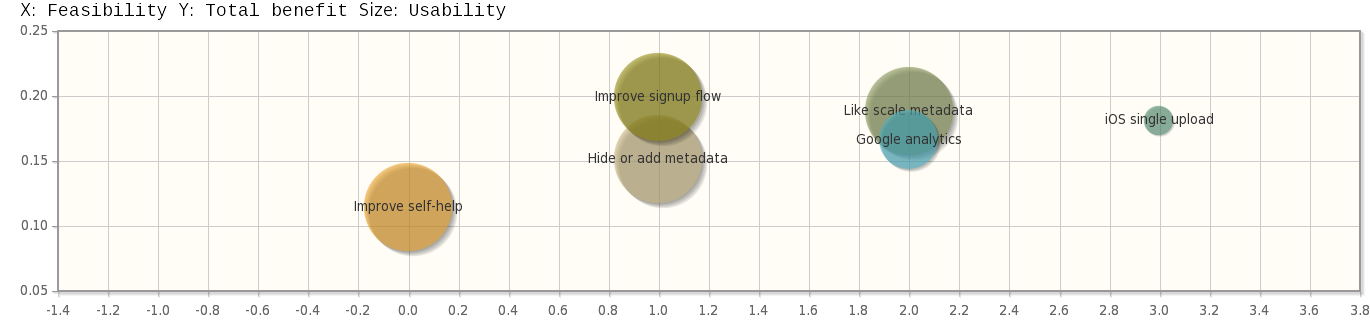 X: Feasibility Y: Total benefit Size: Usability
0.25
0.20
0.15
0.10
0.05
Improve signup flow
Like scale metadata
iOS single upload
Google analytics
Hide or add metadata
Improve self-help
-1.4 -1.2 -1.0 -0.8 -0.6 -0.4 -0.2 0.0 0.2 0.4 0.6 0.8 1.0 1.2 1.4 1.6 1.8 2.0 2.2 2.4 2.6 2.8 3.0 3.2 3.4 3.6 3.8